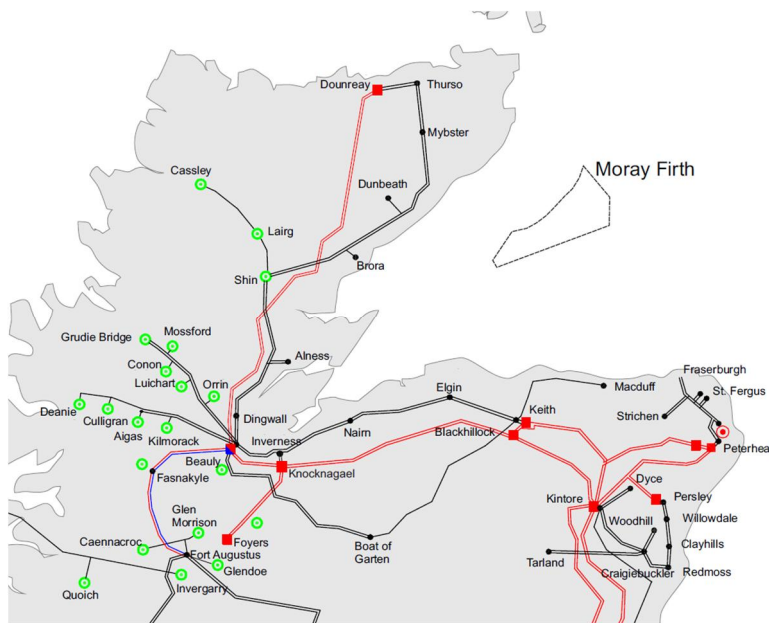 Dounreay
Thurso
Mybster
Moray Firth
Cassley
Dunbeath
Lairg
Brora
Shin
Mossford
Grudie Bridge
Conon
Alness
Luichart
Orrin
Fraserburgh
Macduff
St. Fergus
Elgin
Deanie
Culligran
Strichen
Keith
Dingwall
Aigas
Nairn
Kilmorack
Inverness
Blackhillock
Peterhea
Beauly
Knocknagael
Fasnakyle
Dyce
Kintore
Persley
Glen
Morrison
Woodhill
Willowdale
Caennacroc
Foyers
Boat of
Garten
Clayhills
Fort Augustus
Tarland
Glendoe
Craigiebuckler
Redmoss
Quoich
Invergarry